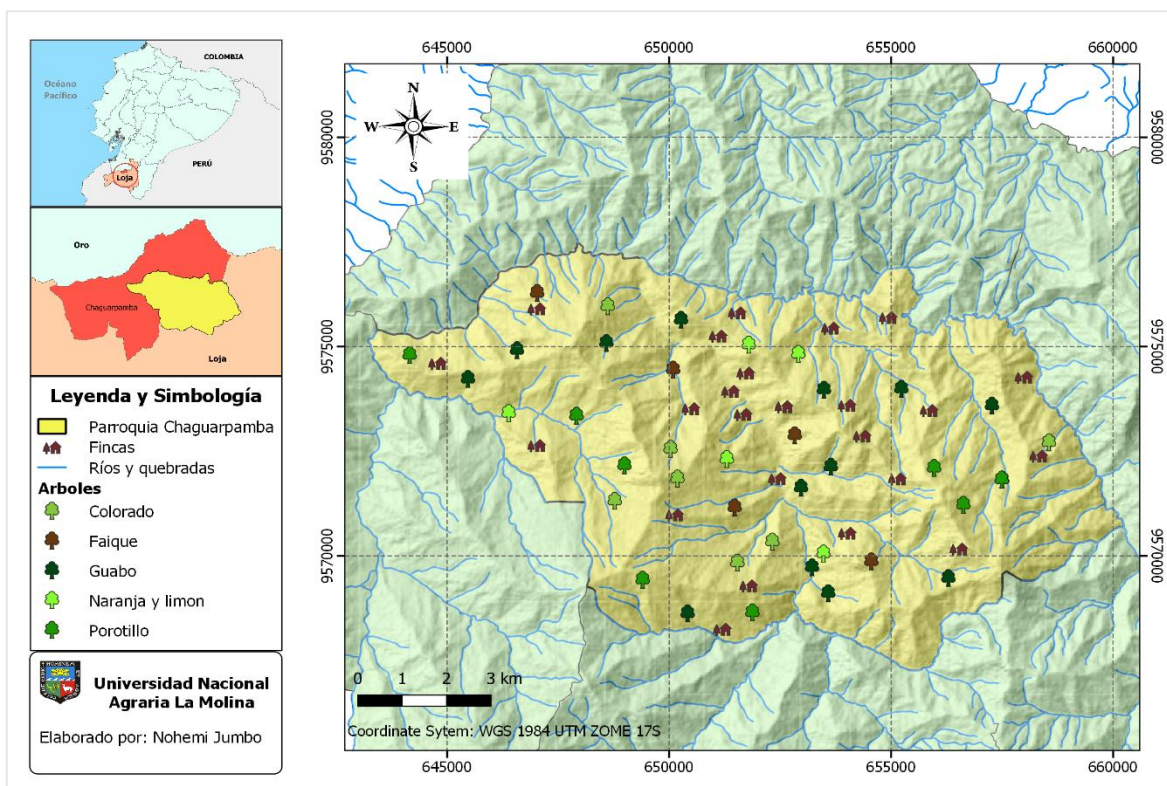 COLOMBIA
Océano
Pacífico
PERÚ
Loja
Oro
Chaguarpamba
Loja
Leyenda y Simbología
Parroquia Chaguarpamba
Fincas
Ríos y quebradas
Arboles
Colorado
Faique
Guabo
Naranja y limon
Porotillo
Universidad Nacional
Agraria La Molina
Elaborado por: Nohemi Jumbo
645000 650000 655000 660000
N
W E
S
9580000 9580000
9575000 9575000
9570000 9570000
0 1 2 3 km
Coordinate Sytem: WGS 1984 UTM ZOME 17S
645000 650000 655000 660000